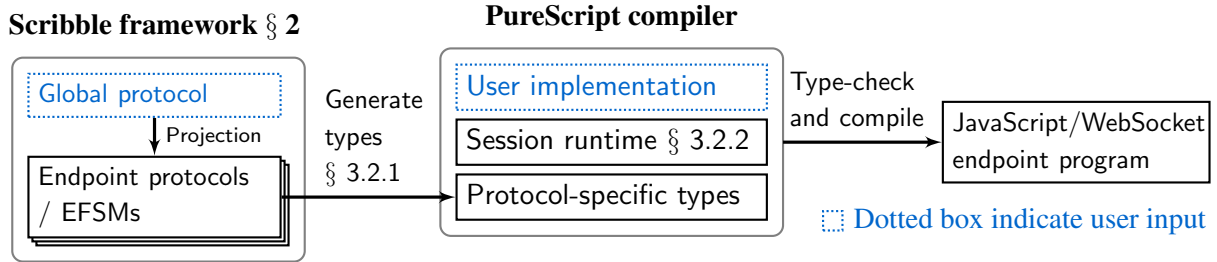 Scribble framework § 2
Global protocol
Projection
Endpoint protocols
/ EFSMs
Generate
types
§ 3.2.1
PureScript compiler
User implementation
Session runtime § 3.2.2
Protocol-specific types
Type-check
and compile
JavaScript/WebSocket
endpoint program
Dotted box indicate user input